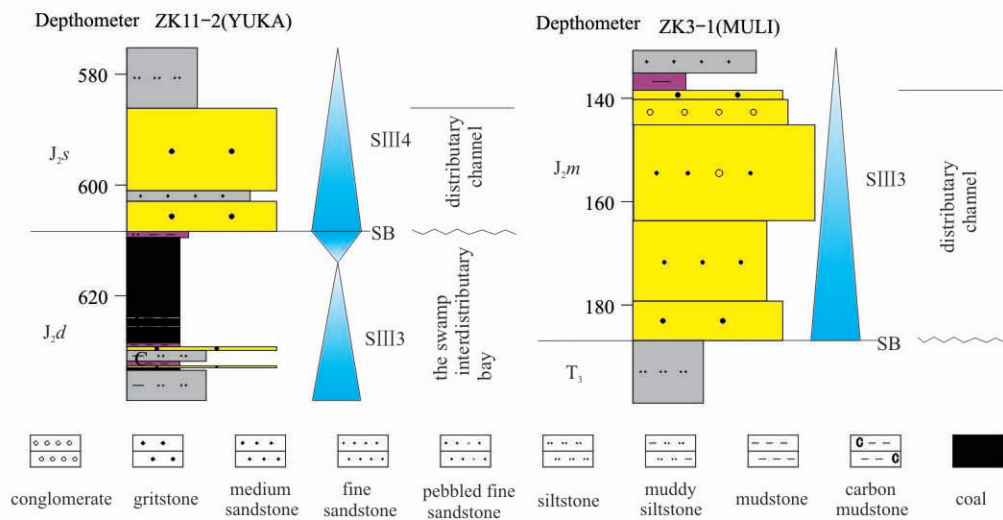 Depthometer ZK11-2(YUKA)
580
J₂s
600
620
J₂d
C
SIII4
SB
SIII3
distributary
channel
the swamp
interdistributary
bay
Depthometer ZK3-1(MULI)
140
J₂m
160
180
T₃
SIII3
SB
distributary
channel
C
C
conglomerate
gritstone
medium
sandstone
fine
sandstone
pebbled fine
sandstone
siltstone
muddy
siltstone
mudstone
carbon
mudstone
coal